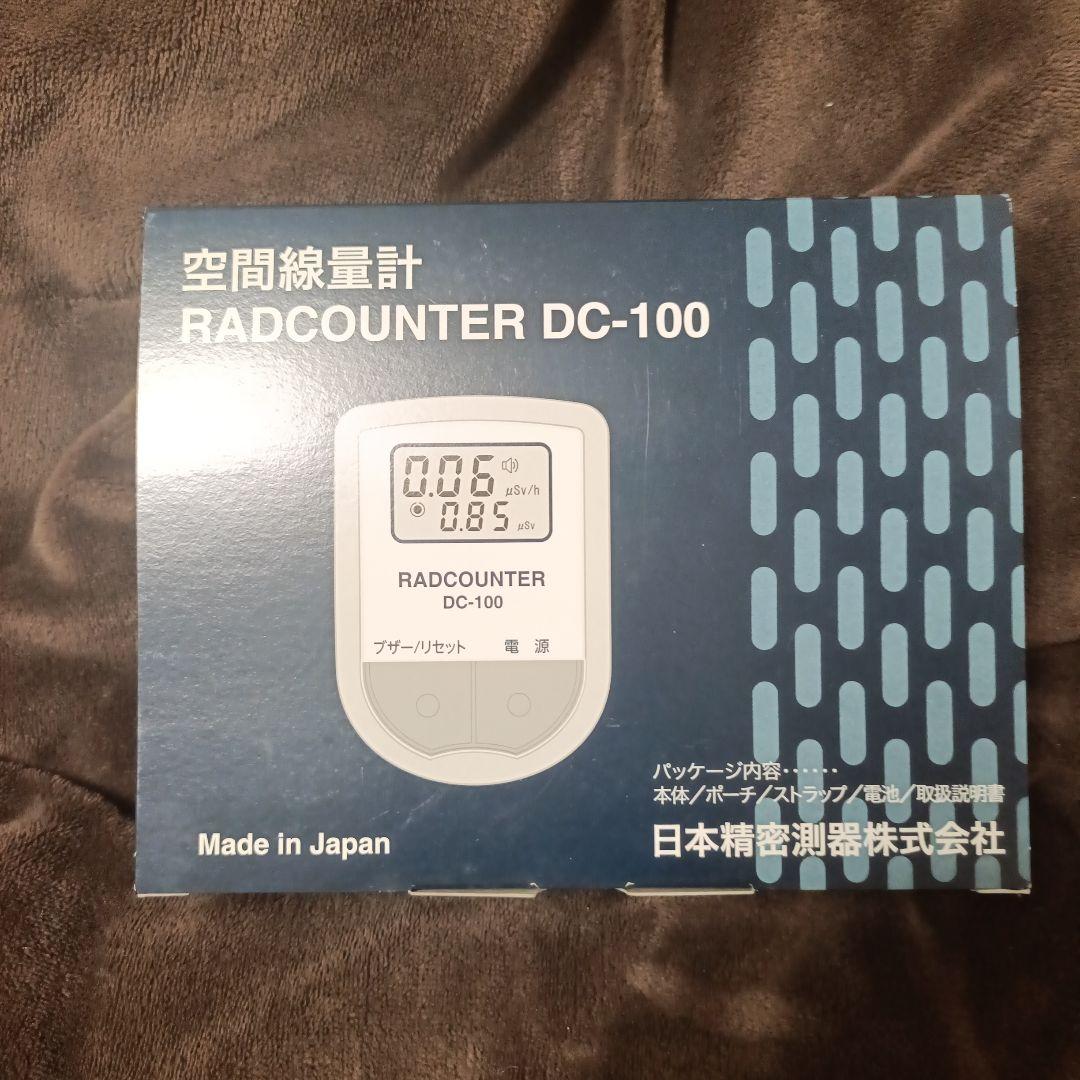 空間線量計
RADCOUNTER DC-100
0.06 μSv/h
0.85 μSv
RADCOUNTER
DC-100
ブザー/リセット 電 源
パッケージ内容‥‥‥
本体／ポーチ／ストラップ／電池／取扱説明書
Made in Japan
日本精密測器株式会社